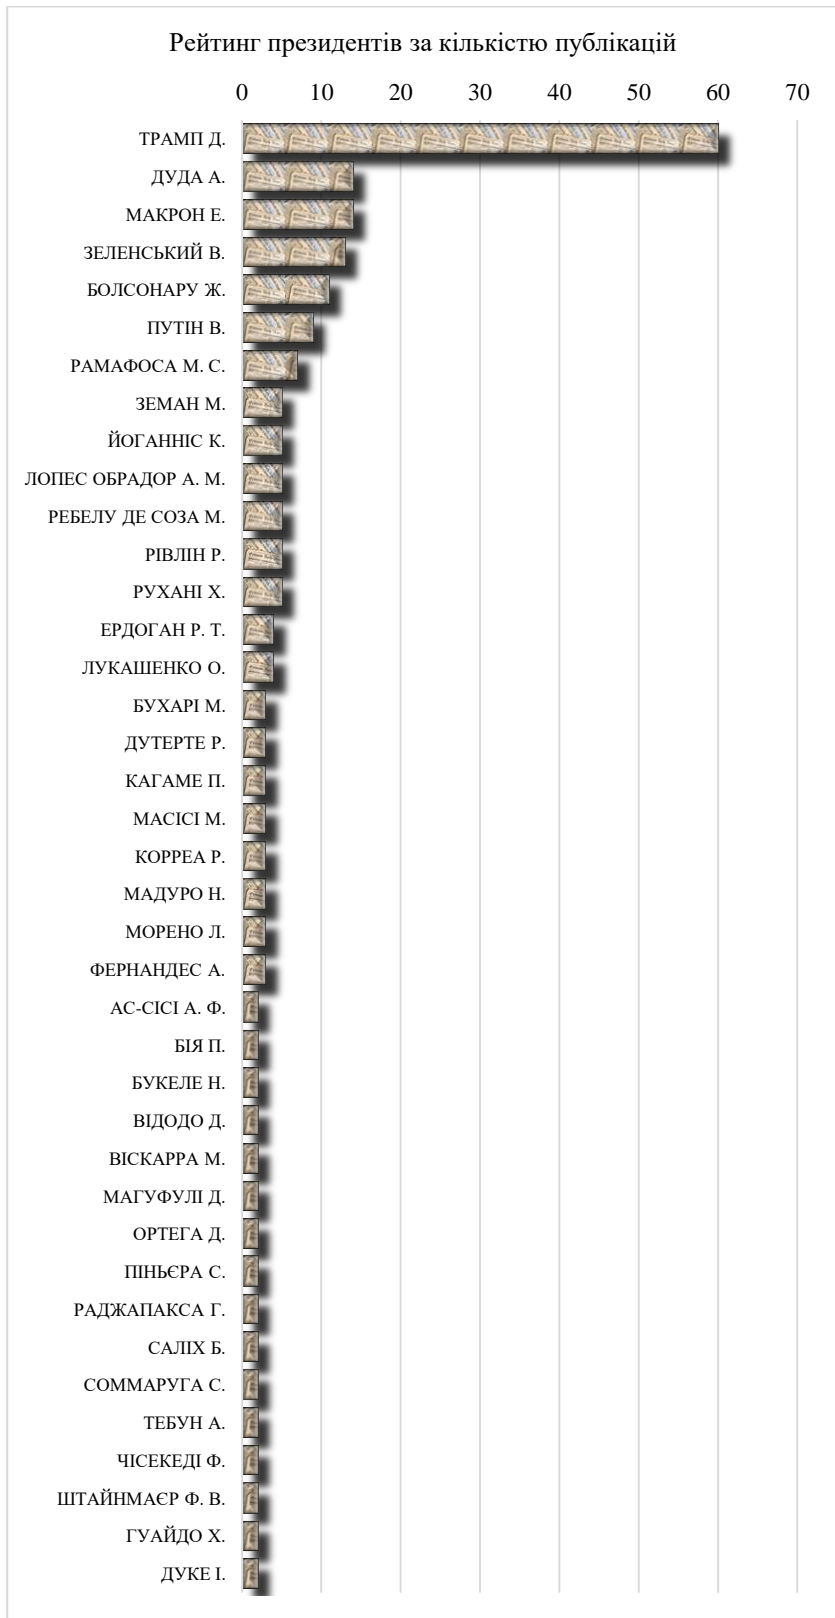 Рейтинг президентів за кількістю публікацій
0 10 20 30 40 50 60 70
ТРАМП Д.
ДУДА А.
МАКРОН Е.
ЗЕЛЕНСЬКИЙ В.
БОЛСОНАРУ Ж.
ПУТІН В.
РАМАФОСА М. С.
ЗЕМАН М.
ЙОГАННІС К.
ЛОПЕС ОБРАДОР А. М.
РЕБЕЛУ ДЕ СОЗА М.
РІВЛІН Р.
РУХАНІ Х.
ЕРДОГАН Р. Т.
ЛУКАШЕНКО О.
БУХАРІ М.
ДУТЕРТЕ Р.
КАГАМЕ П.
МАСІСІ М.
КОРРЕА Р.
МАДУРО Н.
МОРЕНО Л.
ФЕРНАНДЕС А.
АС-СІСІ А. Ф.
БІЯ П.
БУКЕЛЕ Н.
ВІДОДО Д.
ВІСКАРРА М.
МАГУФУЛІ Д.
ОРТЕГА Д.
ПІНЬЄРА С.
РАДЖАПАКСА Г.
САЛІХ Б.
СОММАРУГА С.
ТЕБУН А.
ЧІСЕКЕДІ Ф.
ШТАЙНМАЄР Ф. В.
ГУАЙДО Х.
ДУКЕ І.